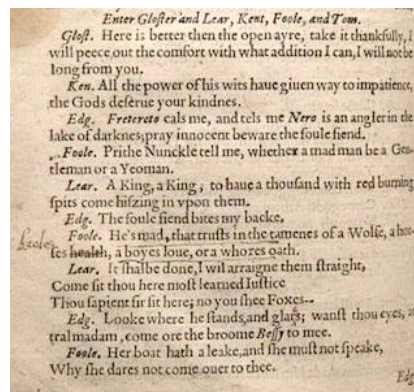 Enter Gloster and Lear, Kent, Foole, and Tom.
Glost. Here is better then the open ayre, take it thankfully, I
will peece out the comfort with what addition I can, I will not be
long from you.
Ken. All the power of his wits haue giuen way to impatience,
the Gods deserue your kindnes.
Edg. Fretereto cals me, and tels me Nero is an angler in the
lake of darknes, pray innocent beware the foule fiend.
Foole. Prithe Nunckle tell me, whether a mad man be a Gen-
tleman or a Yeoman.
Lear. A King, a King; to haue a thousand with red burning
spits come hiszing in vpon them.
Edg. The foule fiend bites my backe,
Foole. He's mad, that trusts in the tamenes of a Wolfe, a hor-
heeles ses health, a boyes loue, or a whores oath.
Lear. It shalbe done, I wil arraigne them straight,
Come sit thou here most learned Iustice
Thou sapient sir sit here; no you shee Foxes--
Edg. Looke where he stands, and glars; wanst thou eyes, at
tral madam, come ore the broome Bessy to mee.
Foole. Her boat hath a leake, and she must not speake,
Why she dares not come ouer to thee.
Edg